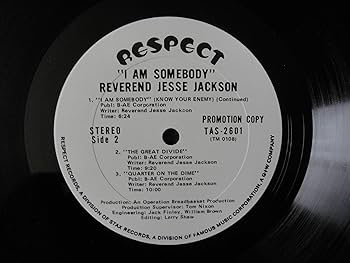 RESPECT
"I AM SOMEBODY"
REVEREND JESSE JACKSON
1. "I AM SOMEBODY" (KNOW YOUR ENEMY) (Continued)
Publ: B-AE Corporation
Writer: Reverend Jesse Jackson
Time: 6:24
PROMOTION COPY
STEREO
TAS-2601
Side 2
(TM 0108)
2. "THE GREAT DIVIDE"
Publ: B-AE Corporation
Writer: Reverend Jesse Jackson
Time: 9:20
3. "QUARTER ON THE DIME"
Publ: B-AE Corporation
Writer: Reverend Jesse Jackson
Time: 10:00
Production: An Operation Breadbasket Production
Production Supervisor: Tom Nixon
Engineering: Jack Finley, William Brown
Editing: Larry Shaw
RESPECT RECORDS, A DIVISION OF STAX RECORDS, A DIVISION OF FAMOUS MUSIC CORPORATION, A G+W COMPANY